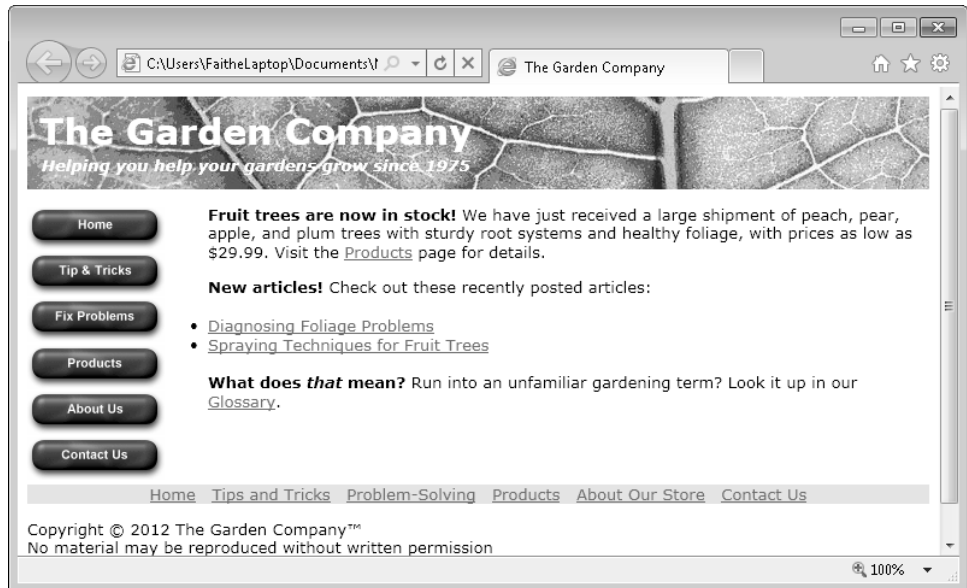 C:\Users\FaitheLaptop\Documents\
The Garden Company
The Garden Company
Helping you help your gardens grow since 1975
Home
Tip & Tricks
Fix Problems
Products
About Us
Contact Us
Fruit trees are now in stock! We have just received a large shipment of peach, pear,
apple, and plum trees with sturdy root systems and healthy foliage, with prices as low as
$29.99. Visit the Products page for details.
New articles! Check out these recently posted articles:
• Diagnosing Foliage Problems
• Spraying Techniques for Fruit Trees
What does that mean? Run into an unfamiliar gardening term? Look it up in our
Glossary.
Home Tips and Tricks Problem-Solving Products About Our Store Contact Us
Copyright © 2012 The Garden Company™
No material may be reproduced without written permission
100%